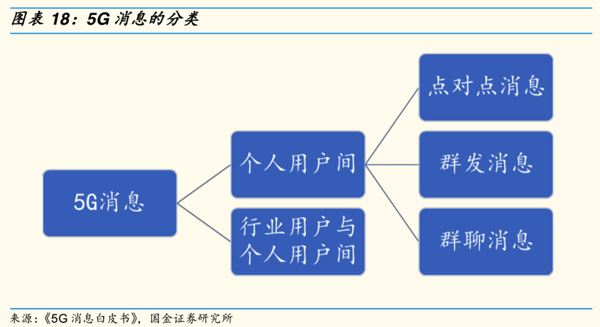 图表 18：5G 消息的分类
5G消息
个人用户间
行业用户与
个人用户间
点对点消息
群发消息
群聊消息
来源：《5G 消息白皮书》，国金证券研究所